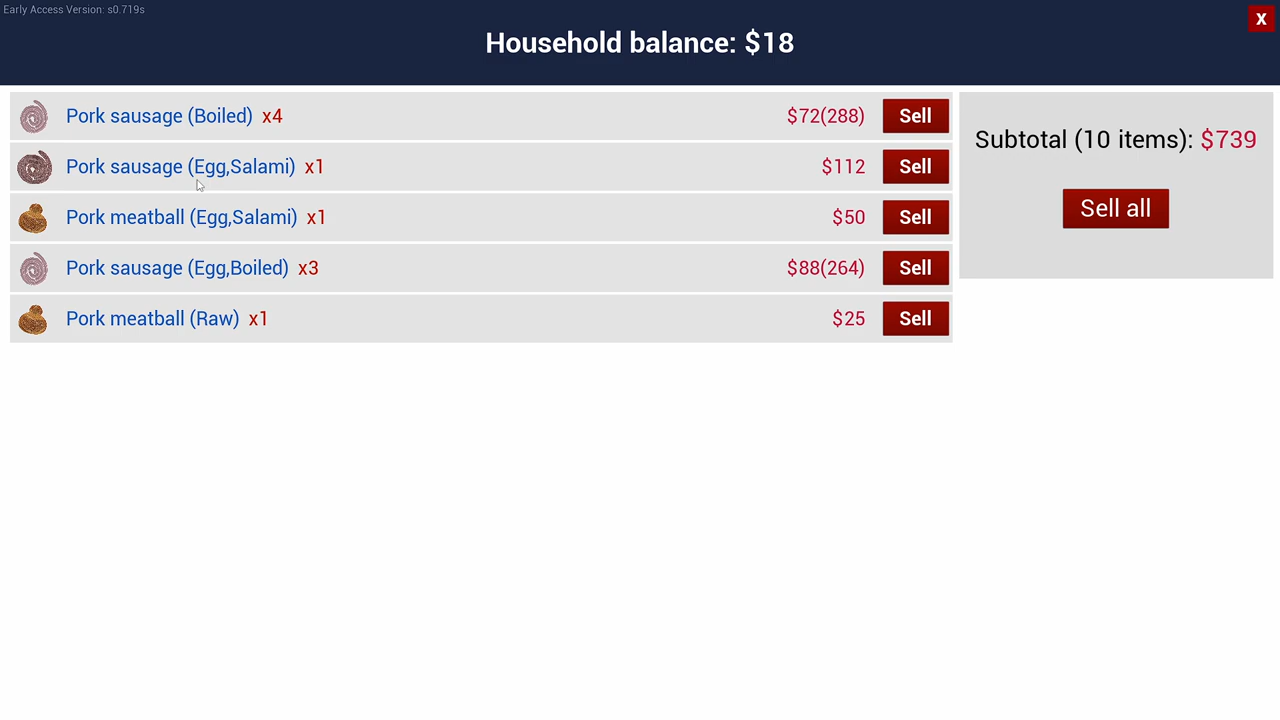 Early Access Version: s0.719s
X
Household balance: $18
Pork sausage (Boiled) x4 $72(288) Sell
Pork sausage (Egg,Salami) x1 $112 Sell
Pork meatball (Egg,Salami) x1 $50 Sell
Pork sausage (Egg,Boiled) x3 $88(264) Sell
Pork meatball (Raw) x1 $25 Sell
Subtotal (10 items): $739
Sell all